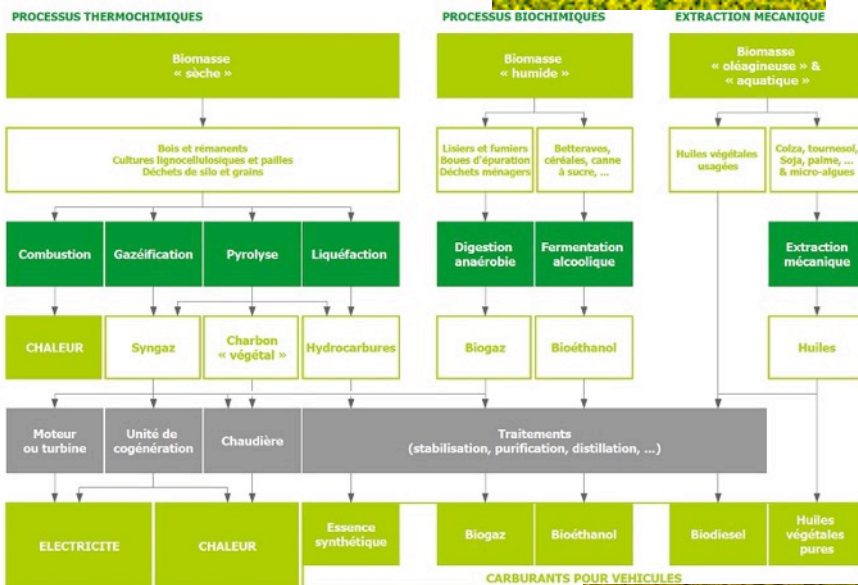 PROCESSUS THERMOCHIMIQUES
PROCESSUS BIOCHIMIQUES
EXTRACTION MÉCANIQUE
Biomasse
« sèche »
Biomasse
« humide »
Biomasse
« oléagineuse » &
« aquatique »
Bois et rémanents
Cultures lignocellulosiques et pailles
Déchets de silo et grains
Lisiers et fumiers
Boues d'épuration
Déchets ménagers
Betteraves,
céréales, canne
à sucre, ...
Huiles végétales
usagées
Colza, tournesol,
Soja, palme, ...
& micro-algues
Combustion
Gazéification
Pyrolyse
Liquéfaction
Digestion
anaérobie
Fermentation
alcoolique
Extraction
mécanique
CHALEUR
Syngaz
Charbon
« végétal »
Hydrocarbures
Biogaz
Bioéthanol
Huiles
Moteur
ou turbine
Unité de
cogénération
Chaudière
Traitements
(stabilisation, purification, distillation, ...)
ELECTRICITE
CHALEUR
Essence
synthétique
Biogaz
Bioéthanol
Biodiesel
Huiles
végétales
pures
CARBURANTS POUR VEHICULES